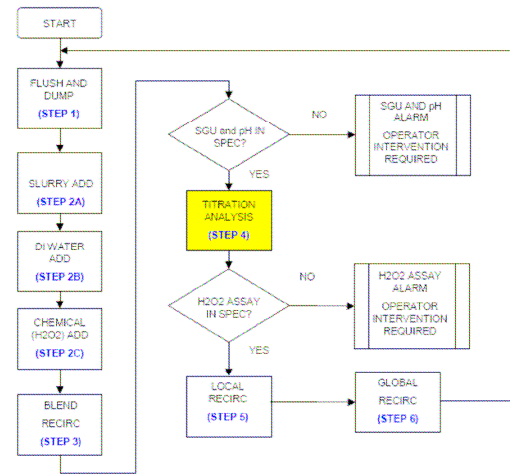 START
FLUSH AND
DUMP
(STEP 1)
SLURRY ADD
(STEP 2A)
DI WATER
ADD
(STEP 2B)
CHEMICAL
(H2O2) ADD
(STEP 2C)
BLEND
RECIRC
(STEP 3)
SGU and pH IN
SPEC?
NO
SGU AND pH
ALARM
OPERATOR
INTERVENTION
REQUIRED
YES
TITRATION
ANALYSIS
(STEP 4)
H2O2 ASSAY
IN SPEC?
NO
H2O2 ASSAY
ALARM
OPERATOR
INTERVENTION
REQUIRED
YES
LOCAL
RECIRC
(STEP 5)
GLOBAL
RECIRC
(STEP 6)